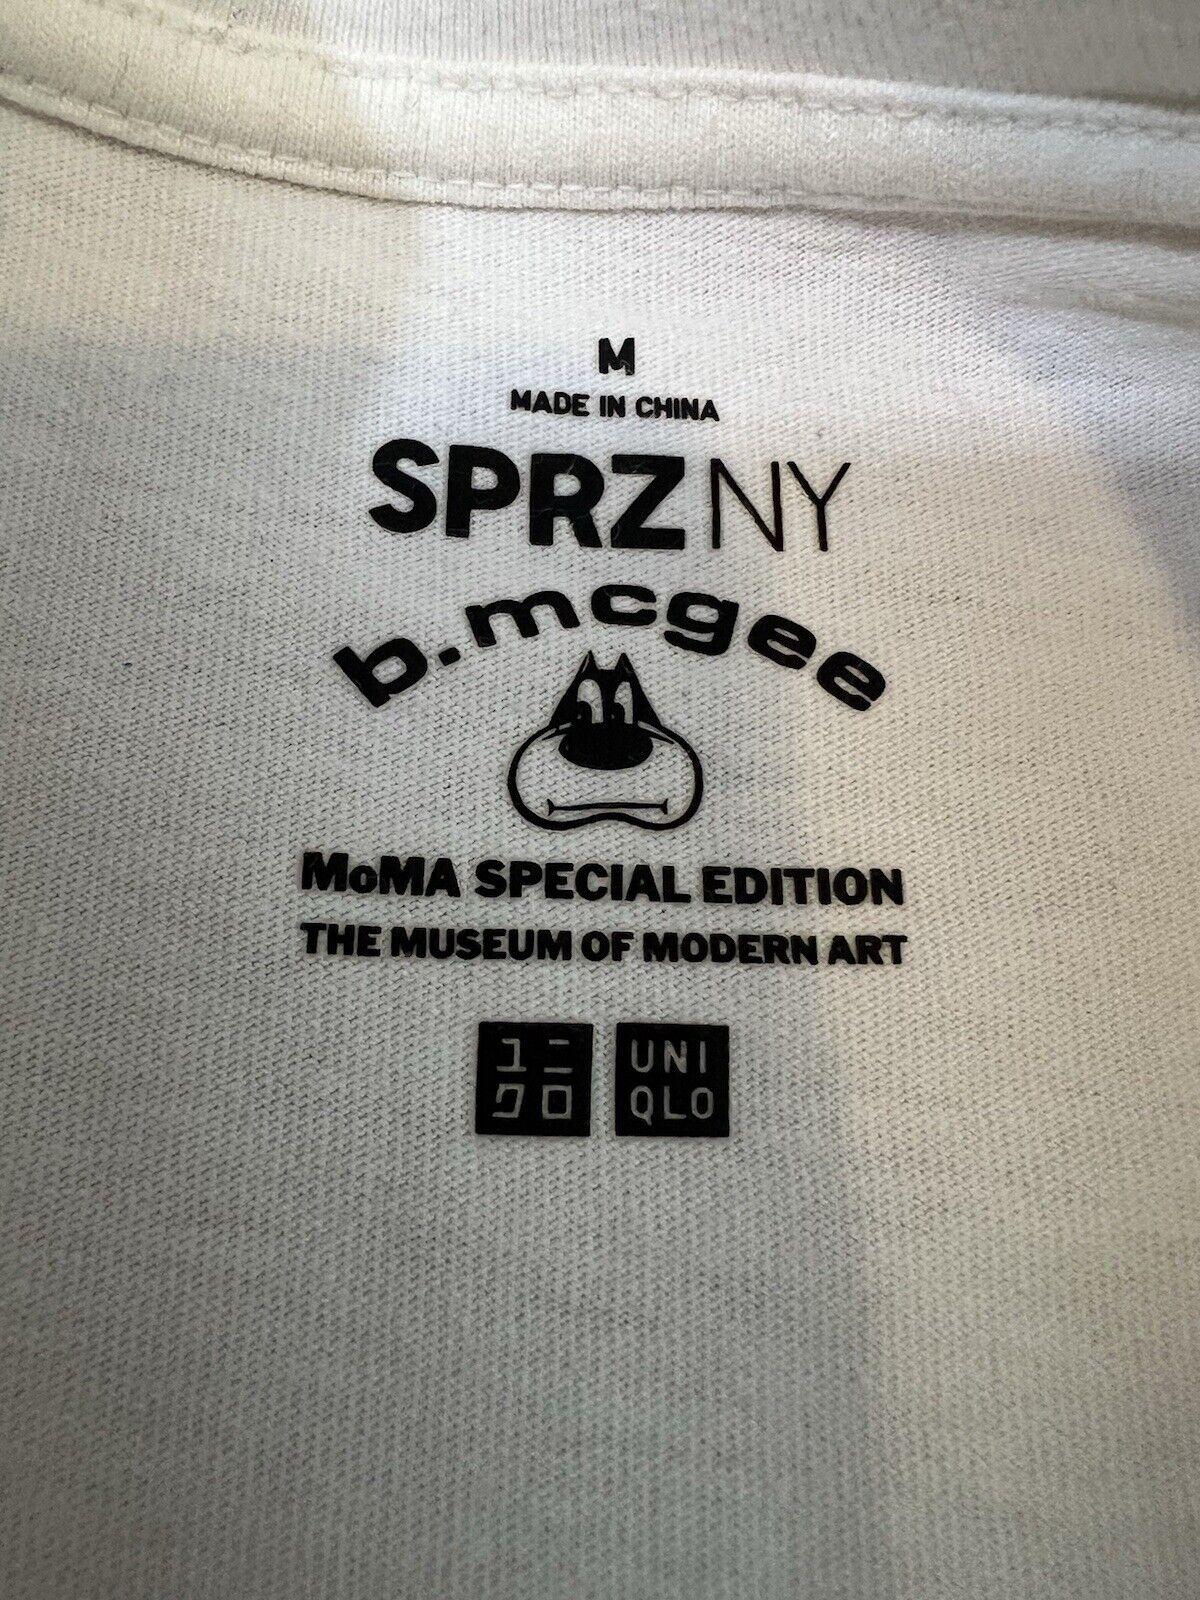 M
MADE IN CHINA
SPRZ NY
b.mcgee
MoMA SPECIAL EDITION
THE MUSEUM OF MODERN ART
ユニ UNI
クロ QLO